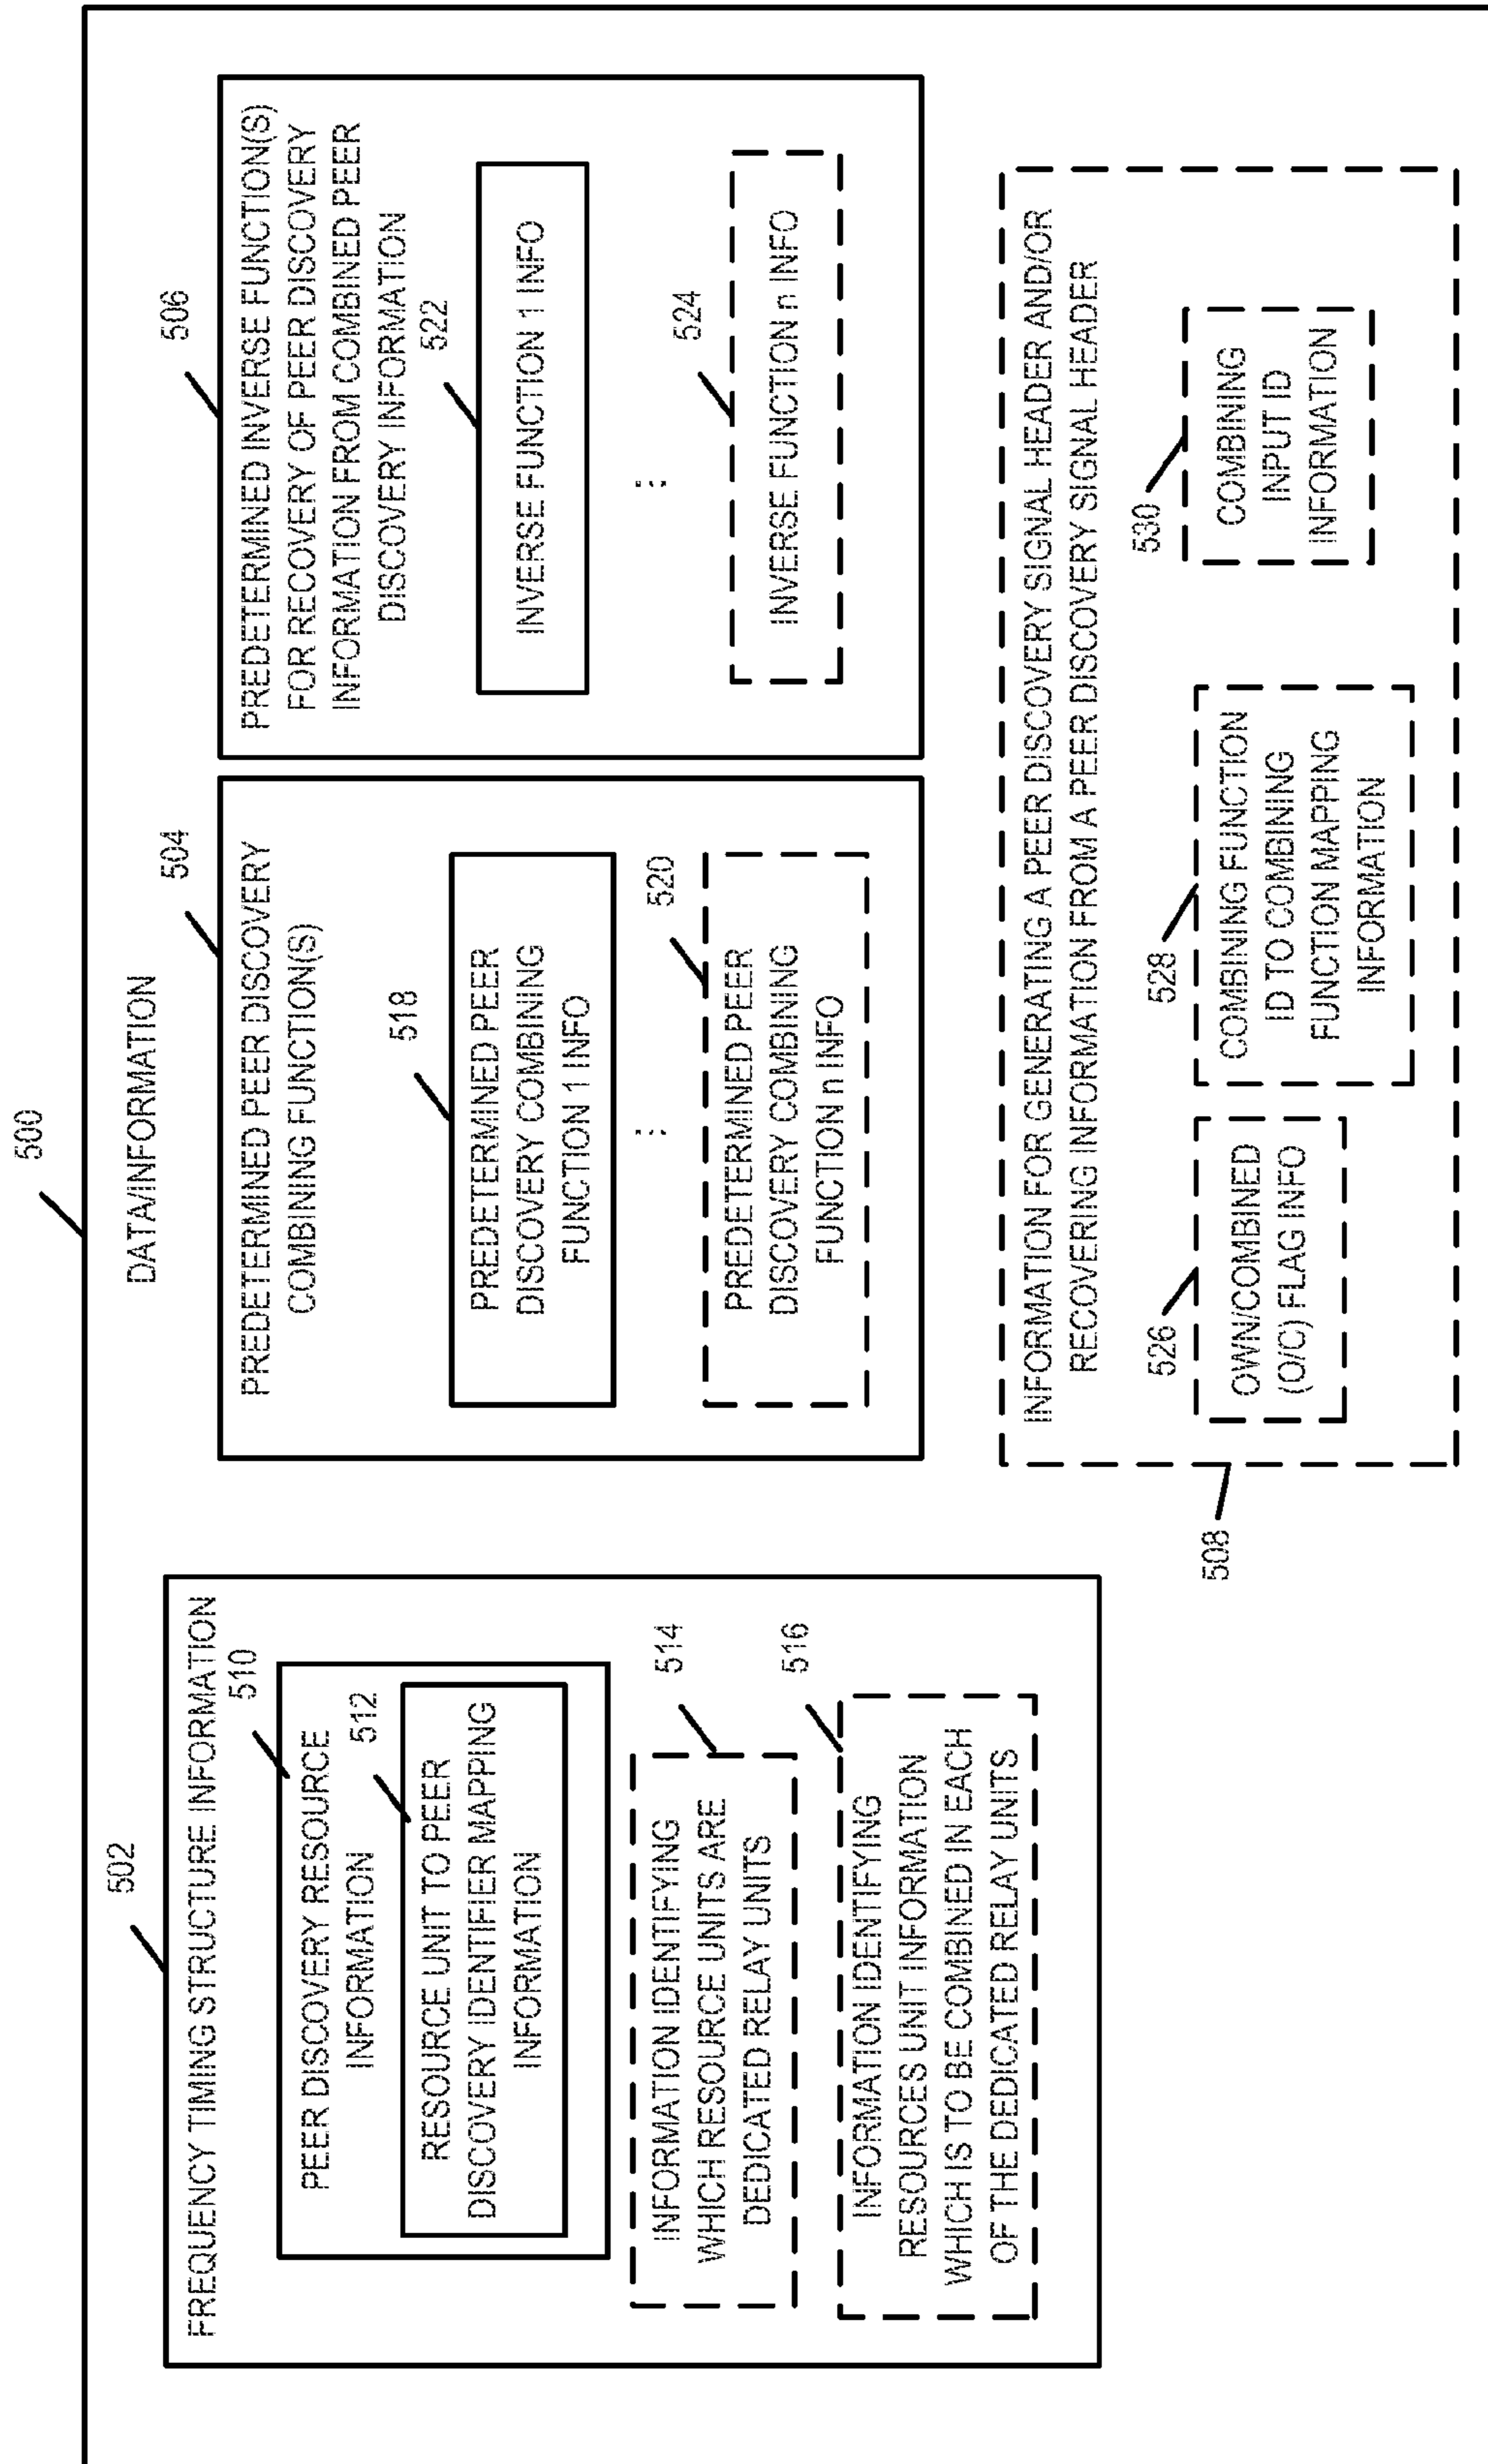 500
DATA/INFORMATION
502
FREQUENCY TIMING STRUCTURE INFORMATION
510
PEER DISCOVERY RESOURCE
INFORMATION
512
RESOURCE UNIT TO PEER
DISCOVERY IDENTIFIER MAPPING
INFORMATION
514
INFORMATION IDENTIFYING
WHICH RESOURCE UNITS ARE
DEDICATED RELAY UNITS
516
INFORMATION IDENTIFYING
RESOURCES UNIT INFORMATION
WHICH IS TO BE COMBINED IN EACH
OF THE DEDICATED RELAY UNITS
504
PREDETERMINED PEER DISCOVERY
COMBINING FUNCTION(S)
518
PREDETERMINED PEER
DISCOVERY COMBINING
FUNCTION 1 INFO
⋮
520
PREDETERMINED PEER
DISCOVERY COMBINING
FUNCTION n INFO
506
PREDETERMINED INVERSE FUNCTION(S)
FOR RECOVERY OF PEER DISCOVERY
INFORMATION FROM COMBINED PEER
DISCOVERY INFORMATION
522
INVERSE FUNCTION 1 INFO
⋮
524
INVERSE FUNCTION n INFO
508
INFORMATION FOR GENERATING A PEER DISCOVERY SIGNAL HEADER AND/OR
RECOVERING INFORMATION FROM A PEER DISCOVERY SIGNAL HEADER
526
OWN/COMBINED
(O/C) FLAG INFO
528
COMBINING FUNCTION
ID TO COMBINING
FUNCTION MAPPING
INFORMATION
530
COMBINING
INPUT ID
INFORMATION